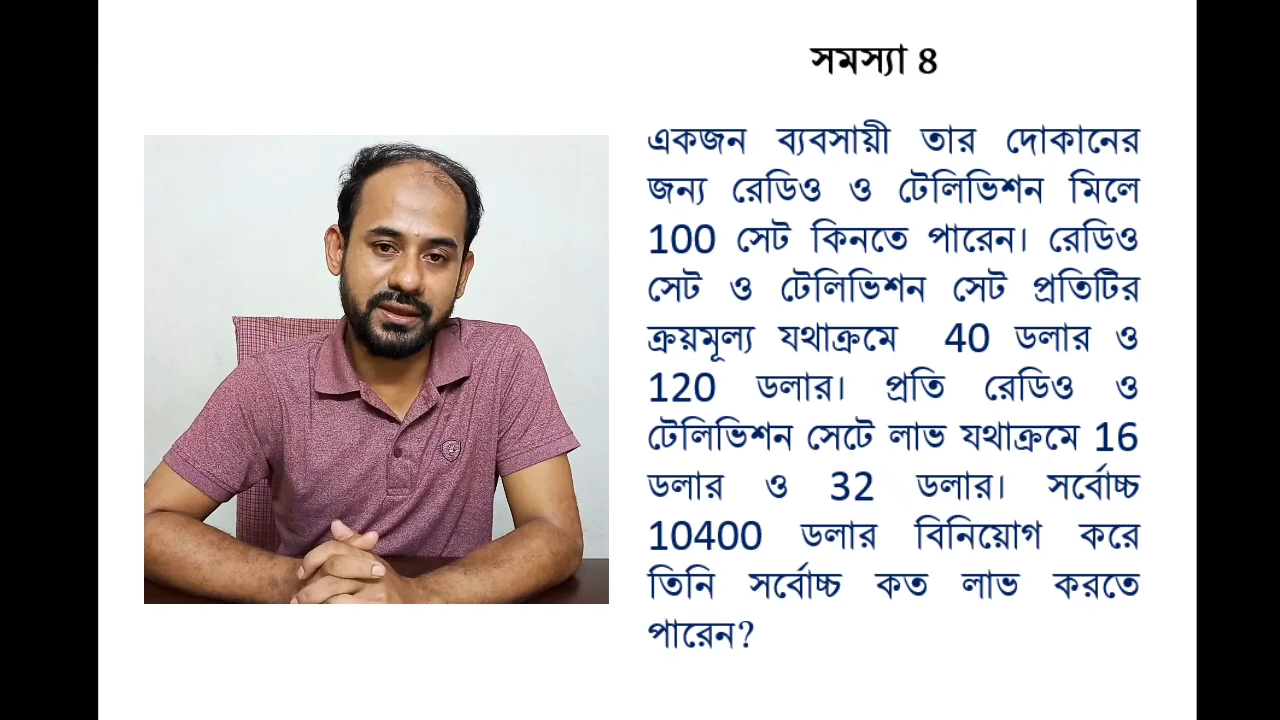 সমস্যা 8
একজন ব্যবসায়ী তার দোকানের
জন্য রেডিও ও টেলিভিশন মিলে
100 সেট কিনতে পারেন। রেডিও
সেট ও টেলিভিশন সেট প্রতিটির
ক্রয়মূল্য যথাক্রমে 40 ডলার ও
120 ডলার। প্রতি রেডিও ও
টেলিভিশন সেটে লাভ যথাক্রমে 16
ডলার ও 32 ডলার। সর্বোচ্চ
10400 ডলার বিনিয়োগ করে
তিনি সর্বোচ্চ কত লাভ করতে
পারেন?